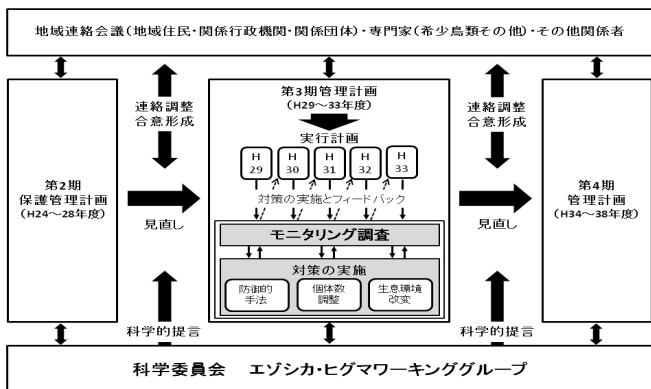 地域連絡会議(地域住民・関係行政機関・関係団体)・専門家(希少鳥類その他)・その他関係者
第2期
保護管理計画
(H24～28年度)
連絡調整
合意形成
見直し
科学的提言
第3期管理計画
(H29～33年度)
実行計画
H
29
H
30
H
31
H
32
H
33
対策の実施とフィードバック
モニタリング調査
対策の実施
防御的
手法
個体数
調整
生息環境
改変
連絡調整
合意形成
見直し
科学的提言
第4期
管理計画
(H34～38年度)
科学委員会 エゾシカ・ヒグマワーキンググループ